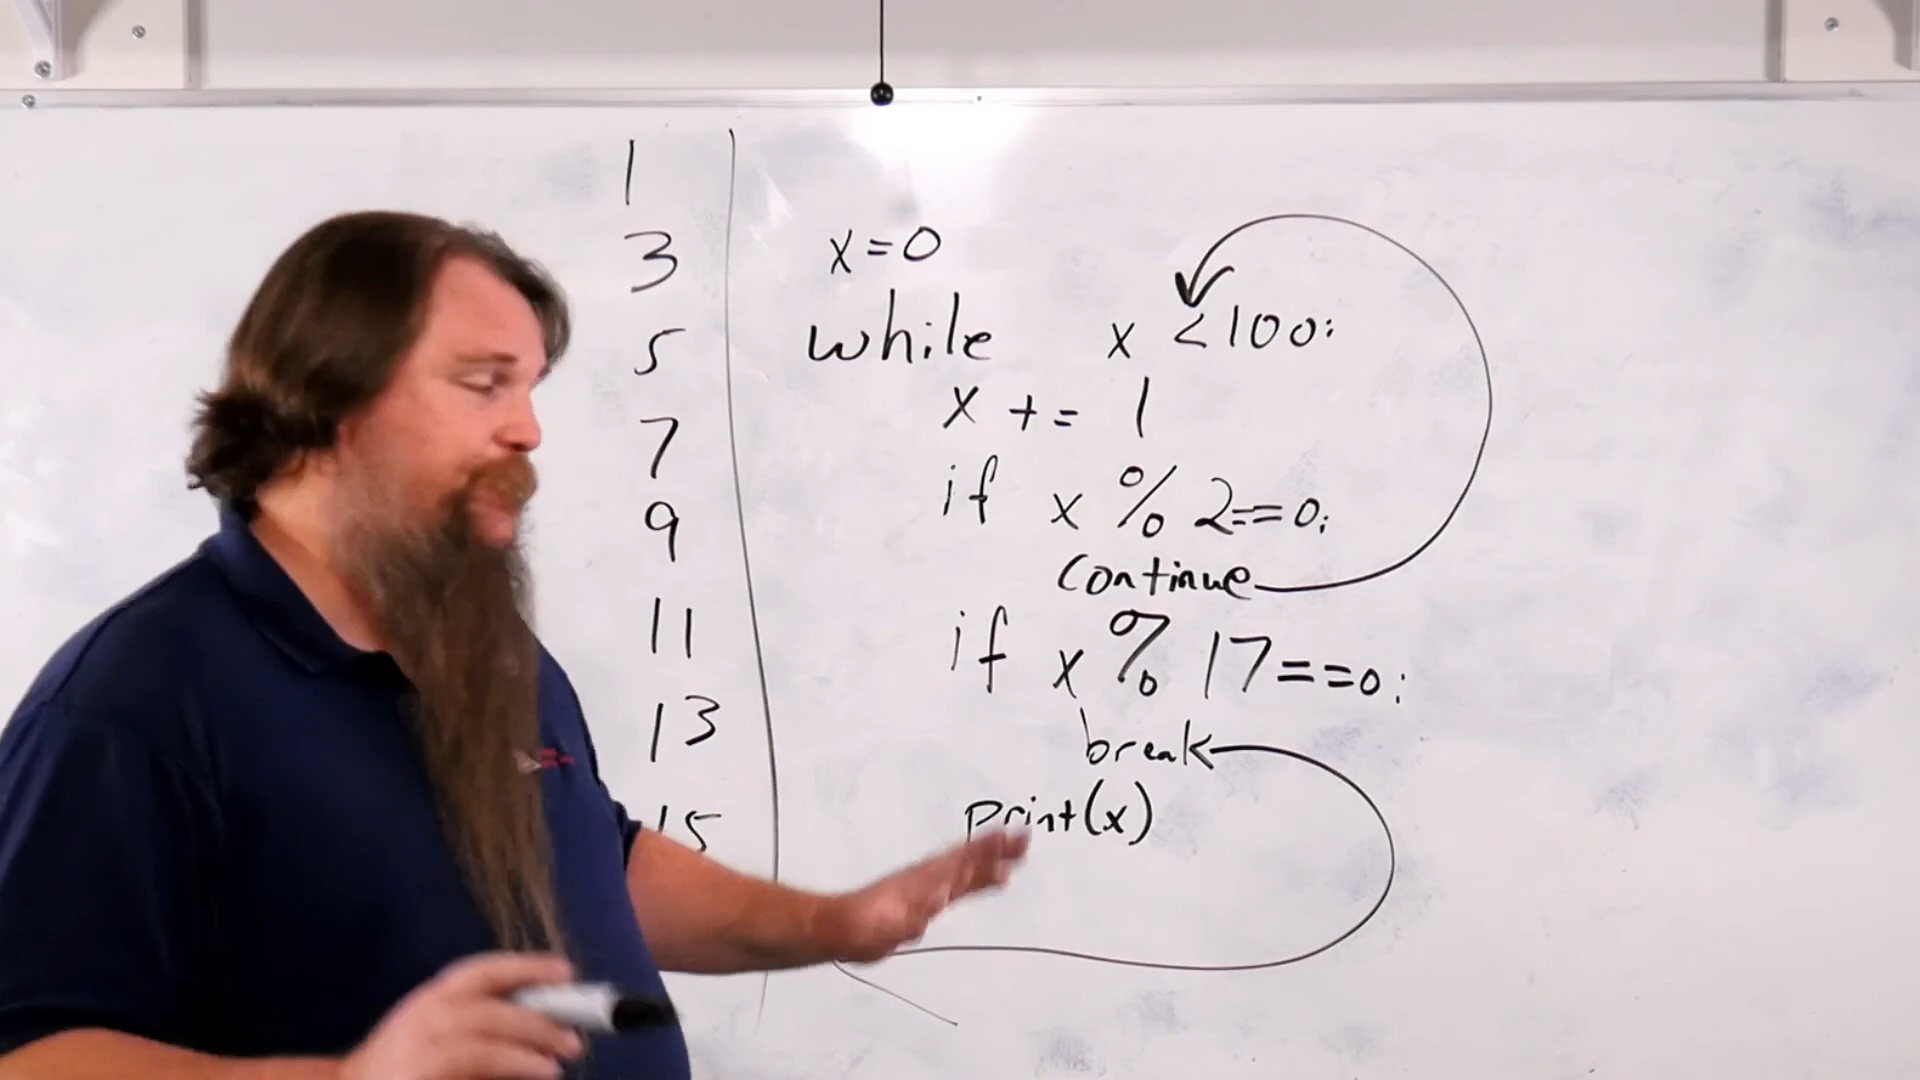 1
3
5
7
9
11
13
15
x=0
while x <100:
x += 1
if x % 2==0:
continue
if x % 17==0:
break
print(x)